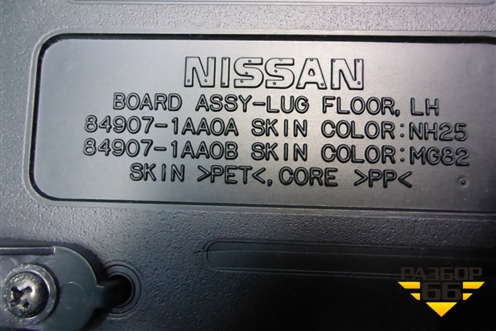 NISSAN
BOARD ASSY-LUG FLOOR, LH
84907-1AA0A SKIN COLOR:NH25
84907-1AA0B SKIN COLOR:MG82
SKIN >PET<, CORE >PP<
РАЗБОР
66